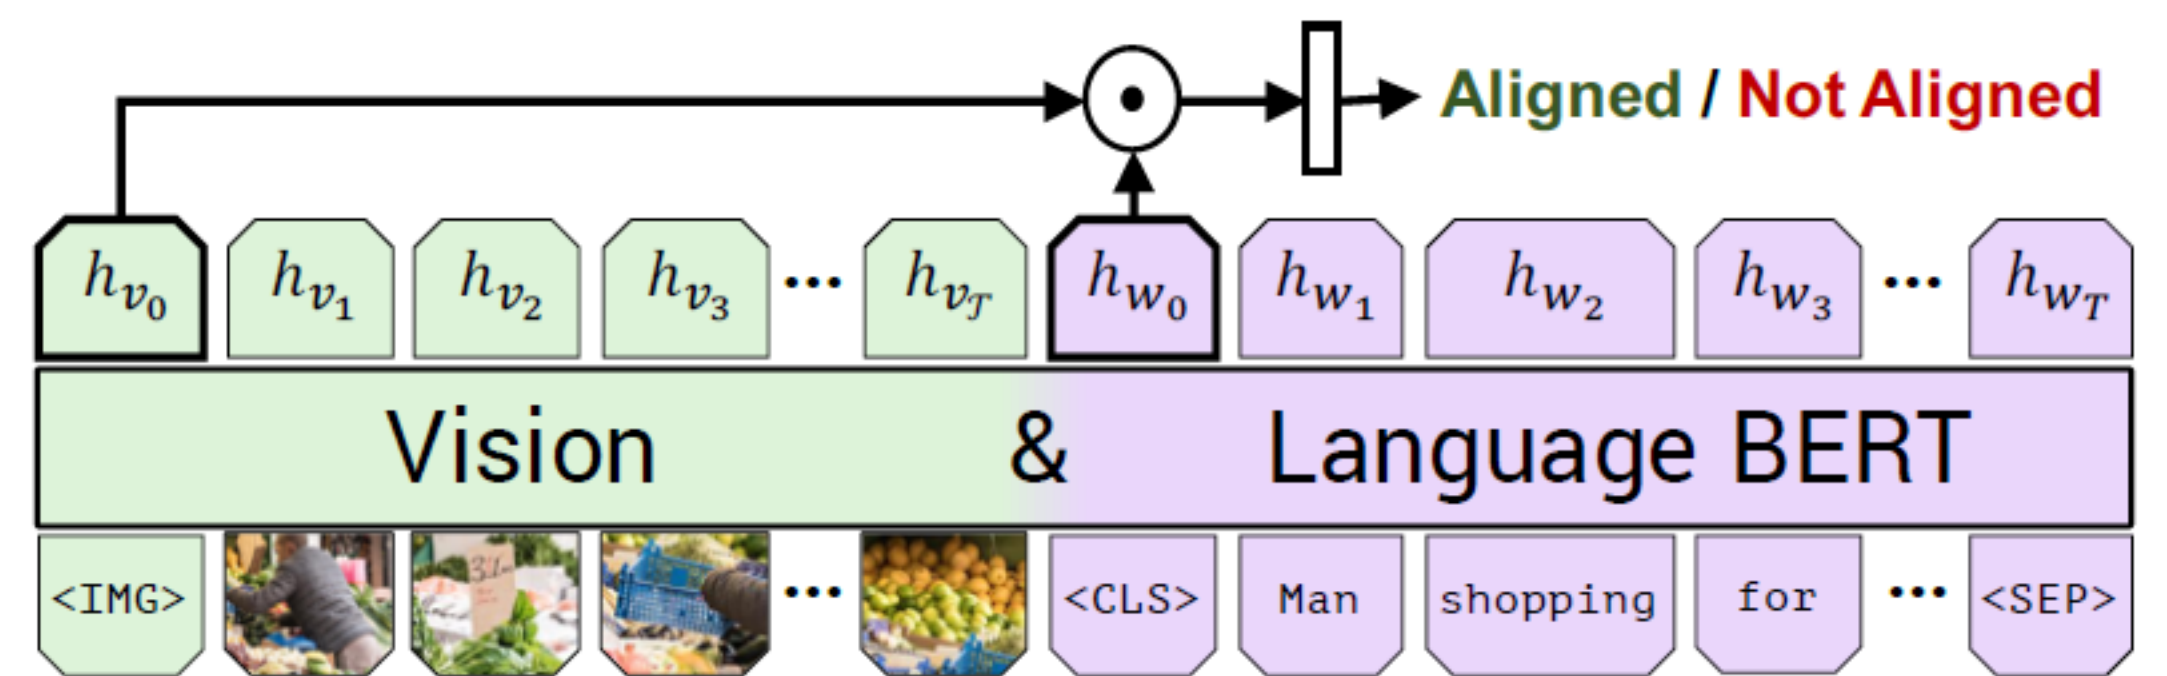 Aligned / Not Aligned
h_{v_0} h_{v_1} h_{v_2} h_{v_3} ... h_{v_𝒯} h_{w_0} h_{w_1} h_{w_2} h_{w_3} ... h_{w_T}
Vision & Language BERT
<IMG> ... <CLS> Man shopping for ... <SEP>